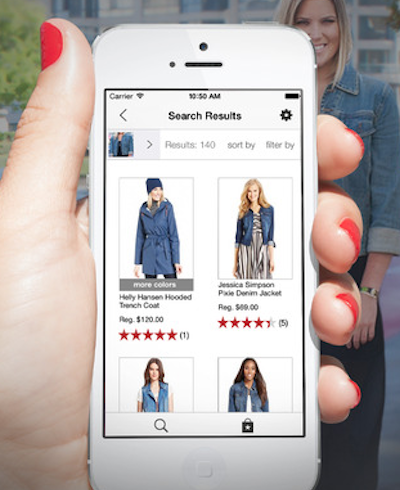 Carrier 10:50 AM
Search Results
Results: 140 sort by filter by
more colors
Helly Hansen Hooded
Trench Coat
Reg. $120.00
(1)
Jessica Simpson
Pixie Denim Jacket
Reg. $69.00
(5)